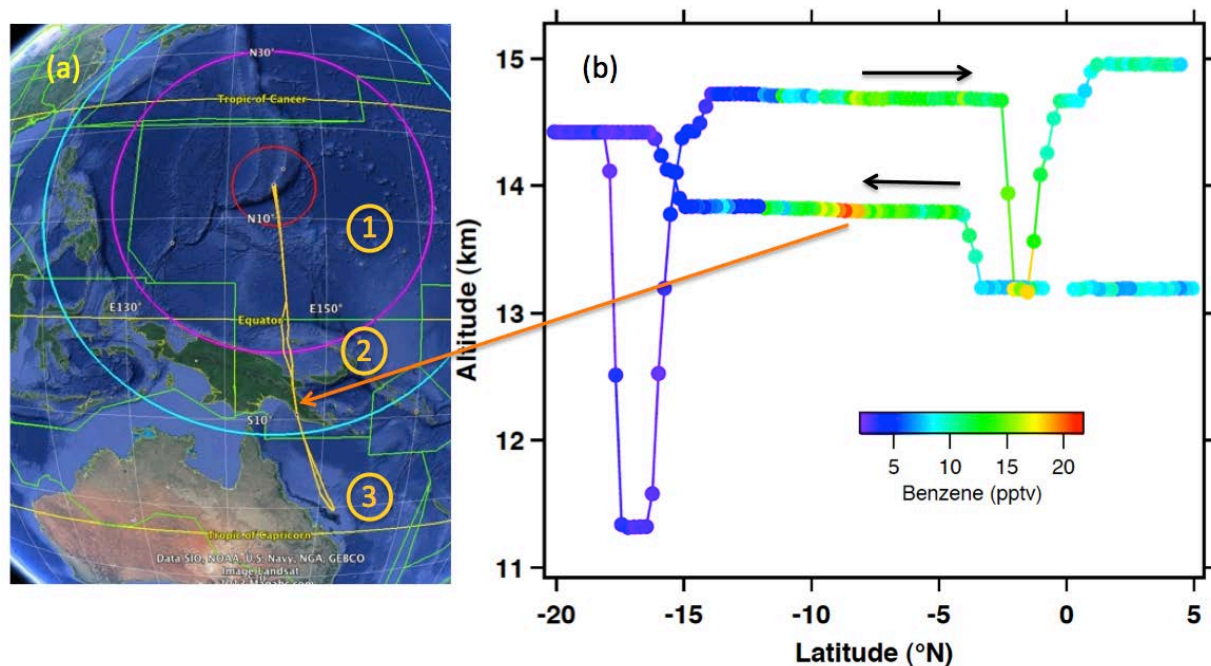 (a)
N30°
Tropic of Cancer
N10°
1
E130°
E150°
Equator
2
S10°
3
Tropic of Capricorn
Data SIO, NOAA, U.S. Navy, NGA, GEBCO
Image Landsat
(b)
15
14
13
12
11
Altitude (km)
5 10 15 20
Benzene (pptv)
-20 -15 -10 -5 0 5
Latitude (°N)